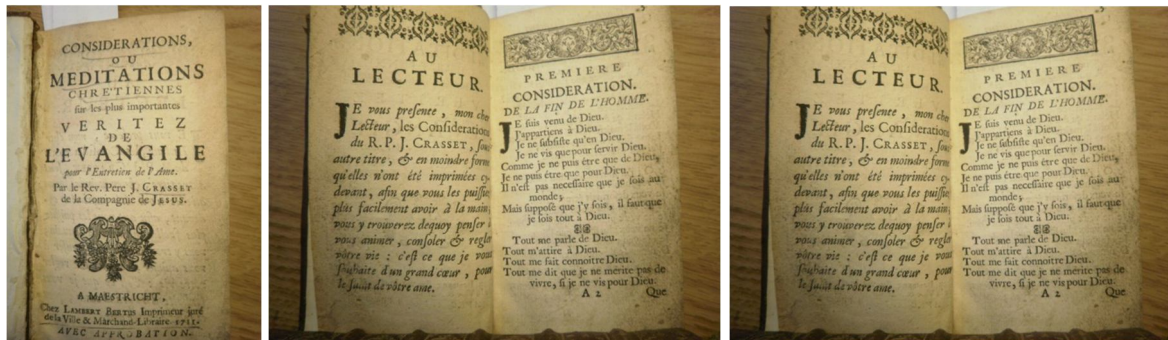 CONSIDERATIONS,
OU
MEDITATIONS
CHRETIENNES
sur les plus importantes
VERITEZ
DE
L'EVANGILE
pour l'Entretien de l'Ame.
Par le Rev. Pere J. CRASSET
de la Compagnie de JESUS.
A MAESTRICHT,
Chez LAMBERT BERTUS Imprimeur juré
de la Ville & Marchand-Libraire 1711.
AVEC APPROBATION.
AU
LECTEUR.
JE vous presente, mon cher
Lecteur, les Considerations
du R. P. J. CRASSET, sous
autre titre, & en moindre forme
qu'elles n'ont été imprimées cy
devant, afin que vous les puissiez
plus facilement avoir à la main;
vous y trouverez dequoy penser à
vous animer, consoler & regler
vôtre vie : c'est ce que je vous
souhaite d'un grand cœur, pour
le salut de vôtre ame.
PREMIERE
CONSIDERATION.
DE LA FIN DE L'HOMME.
JE suis venu de Dieu.
J'appartiens à Dieu.
Je ne subsiste qu'en Dieu.
Je ne vis que pour servir Dieu.
Comme je ne puis être que de Dieu,
Je ne puis être que pour Dieu.
Il n'est pas necessaire que je sois au
monde;
Mais supposé que j'y sois, il faut que
je sois tout à Dieu.
Tout me parle de Dieu.
Tout m'attire à Dieu.
Tout me fait connoître Dieu.
Tout me dit que je ne mérite pas de
vivre, si je ne vis pour Dieu.
A 2 Que
AU
LECTEUR.
JE vous presente, mon cher
Lecteur, les Considerations
du R. P. J. CRASSET, sous
autre titre, & en moindre forme
qu'elles n'ont été imprimées cy
devant, afin que vous les puissiez
plus facilement avoir à la main;
vous y trouverez dequoy penser à
vous animer, consoler & regler
vôtre vie : c'est ce que je vous
souhaite d'un grand cœur, pour
le salut de vôtre ame.
PREMIERE
CONSIDERATION.
DE LA FIN DE L'HOMME.
JE suis venu de Dieu.
J'appartiens à Dieu.
Je ne subsiste qu'en Dieu.
Je ne vis que pour servir Dieu.
Comme je ne puis être que de Dieu,
Je ne puis être que pour Dieu.
Il n'est pas necessaire que je sois au
monde;
Mais supposé que j'y sois, il faut que
je sois tout à Dieu.
Tout me parle de Dieu.
Tout m'attire à Dieu.
Tout me fait connoître Dieu.
Tout me dit que je ne mérite pas de
vivre, si je ne vis pour Dieu.
A 2 Que